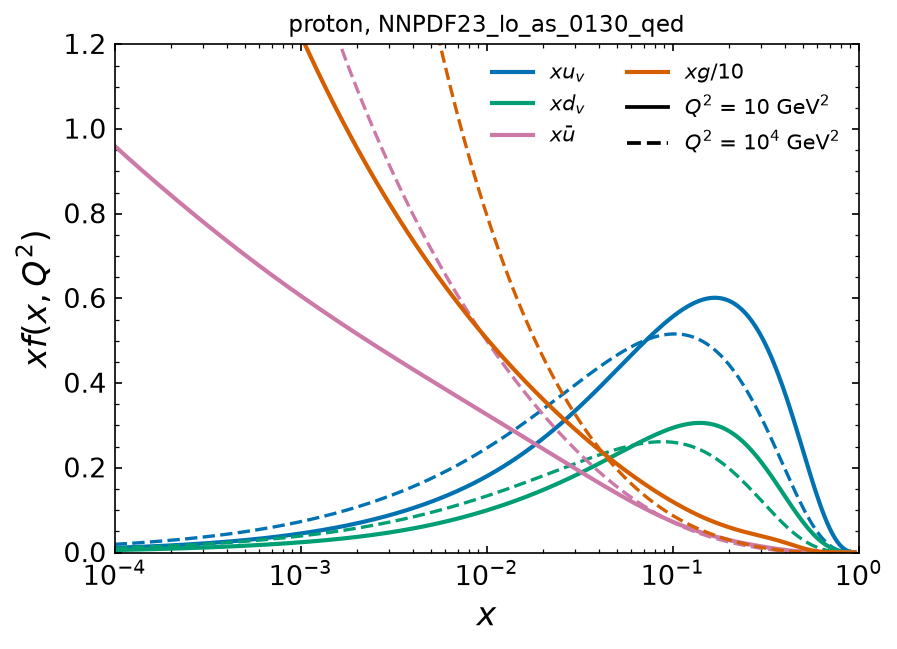 proton, NNPDF23_lo_as_0130_qed
xf(x, Q²)
1.2
1.0
0.8
0.6
0.4
0.2
0.0
xu_v
xd_v
xū
xg/10
Q² = 10 GeV²
Q² = 10⁴ GeV²
10⁻⁴
10⁻³
10⁻²
10⁻¹
10⁰
x